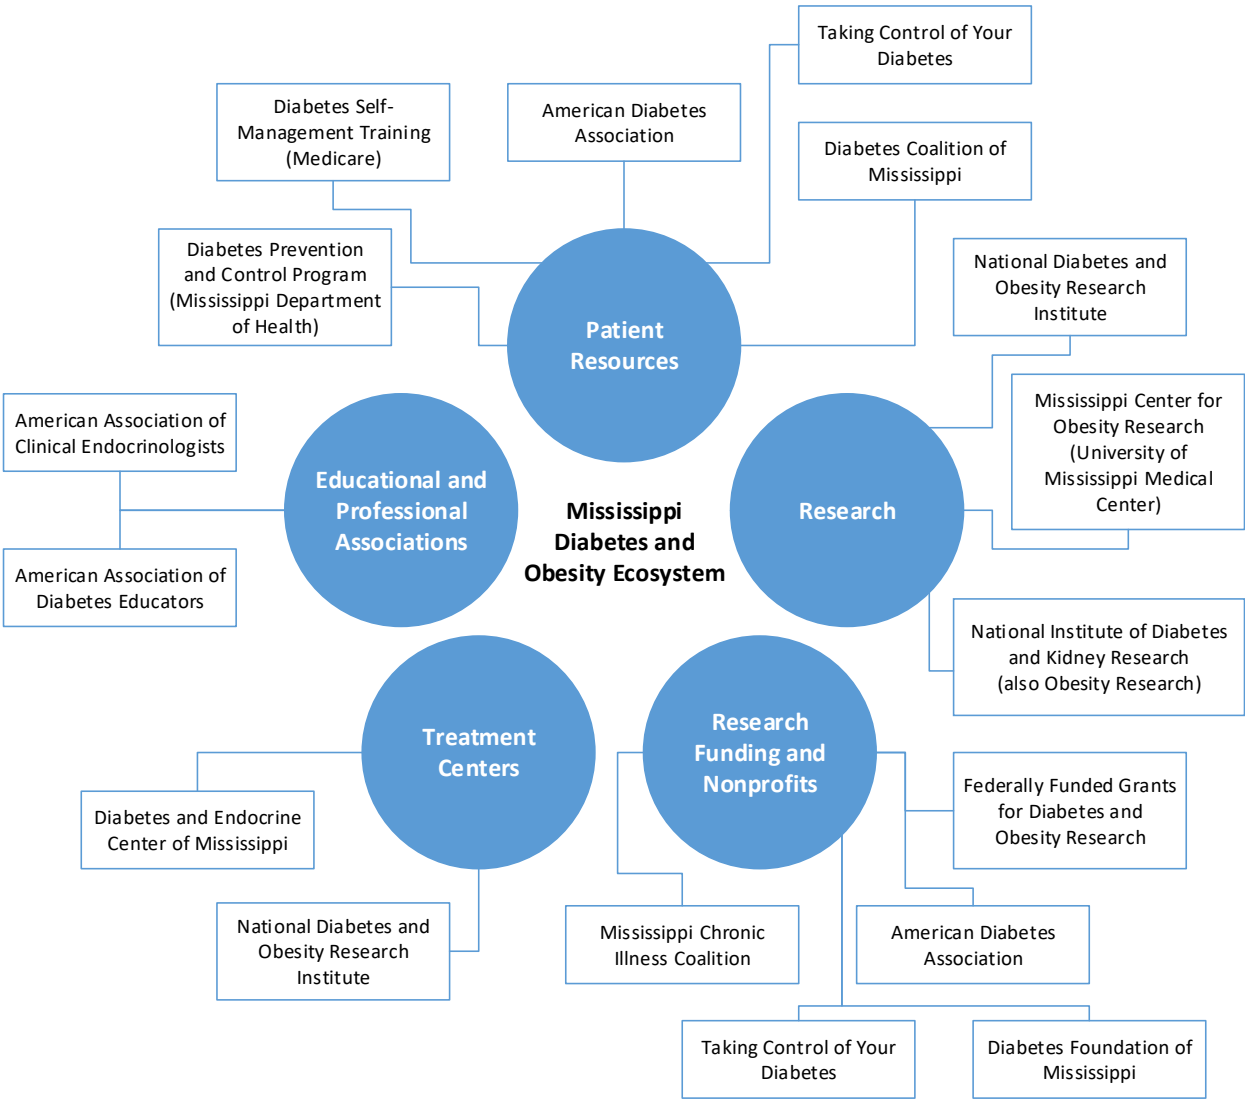 Taking Control of Your
Diabetes
Diabetes Self-
Management Training
(Medicare)
American Diabetes
Association
Diabetes Coalition of
Mississippi
Diabetes Prevention
and Control Program
(Mississippi Department
of Health)
National Diabetes and
Obesity Research
Institute
Patient
Resources
American Association of
Clinical Endocrinologists
Mississippi Center for
Obesity Research
(University of
Mississippi Medical
Center)
Educational and
Professional
Associations
Mississippi
Diabetes and
Obesity Ecosystem
Research
American Association of
Diabetes Educators
National Institute of Diabetes
and Kidney Research
(also Obesity Research)
Treatment
Centers
Research
Funding and
Nonprofits
Federally Funded Grants
for Diabetes and
Obesity Research
Diabetes and Endocrine
Center of Mississippi
National Diabetes and
Obesity Research
Institute
Mississippi Chronic
Illness Coalition
American Diabetes
Association
Taking Control of Your
Diabetes
Diabetes Foundation of
Mississippi